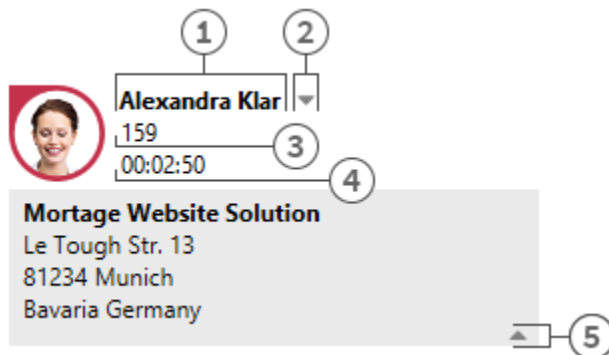 1 2
Alexandra Klar
159
3
00:02:50
4
Mortage Website Solution
Le Tough Str. 13
81234 Munich
Bavaria Germany
5